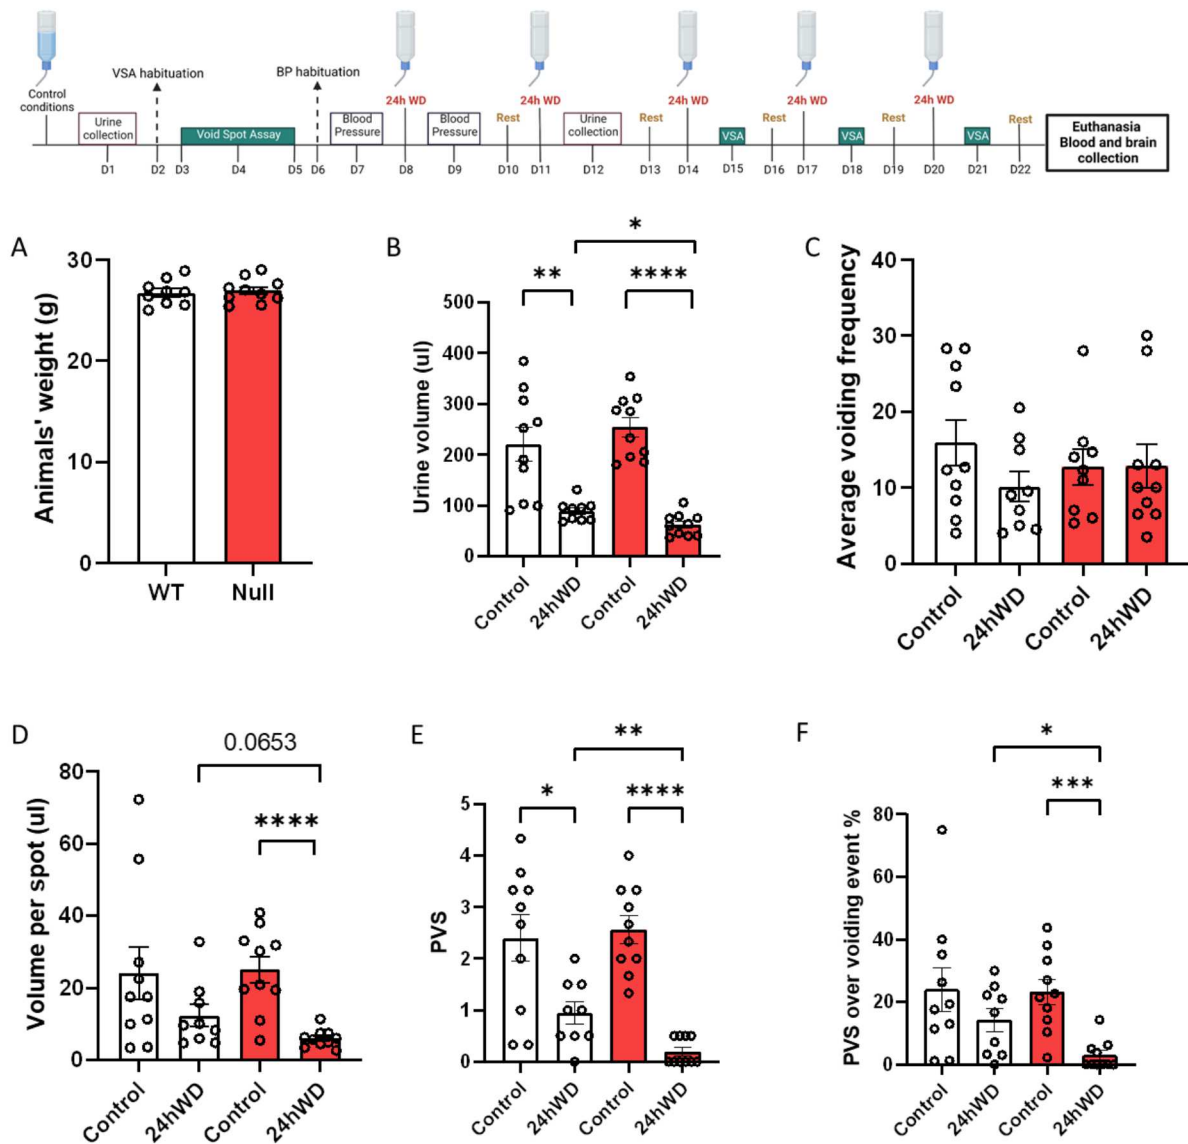 VSA habituation
BP habituation
Control
conditions
24h WD
24h WD
24h WD
24h WD
24h WD
Urine
collection
Void Spot Assay
Blood
Pressure
Blood
Pressure
Rest
Urine
collection
Rest
VSA
Rest
VSA
Rest
VSA
Rest
Euthanasia
Blood and brain
collection
D1
D2
D3
D4
D5
D6
D7
D8
D9
D10
D11
D12
D13
D14
D15
D16
D17
D18
D19
D20
D21
D22
A
Animals' weight (g)
30
20
10
0
WT
Null
B
*
**
****
Urine volume (ul)
500
400
300
200
100
0
Control
24hWD
Control
24hWD
C
Average voiding frequency
40
30
20
10
0
Control
24hWD
Control
24hWD
D
0.0653
****
Volume per spot (ul)
80
60
40
20
0
Control
24hWD
Control
24hWD
E
**
*
****
PVS
5
4
3
2
1
0
Control
24hWD
Control
24hWD
F
*
***
PVS over voiding event %
80
60
40
20
0
Control
24hWD
Control
24hWD